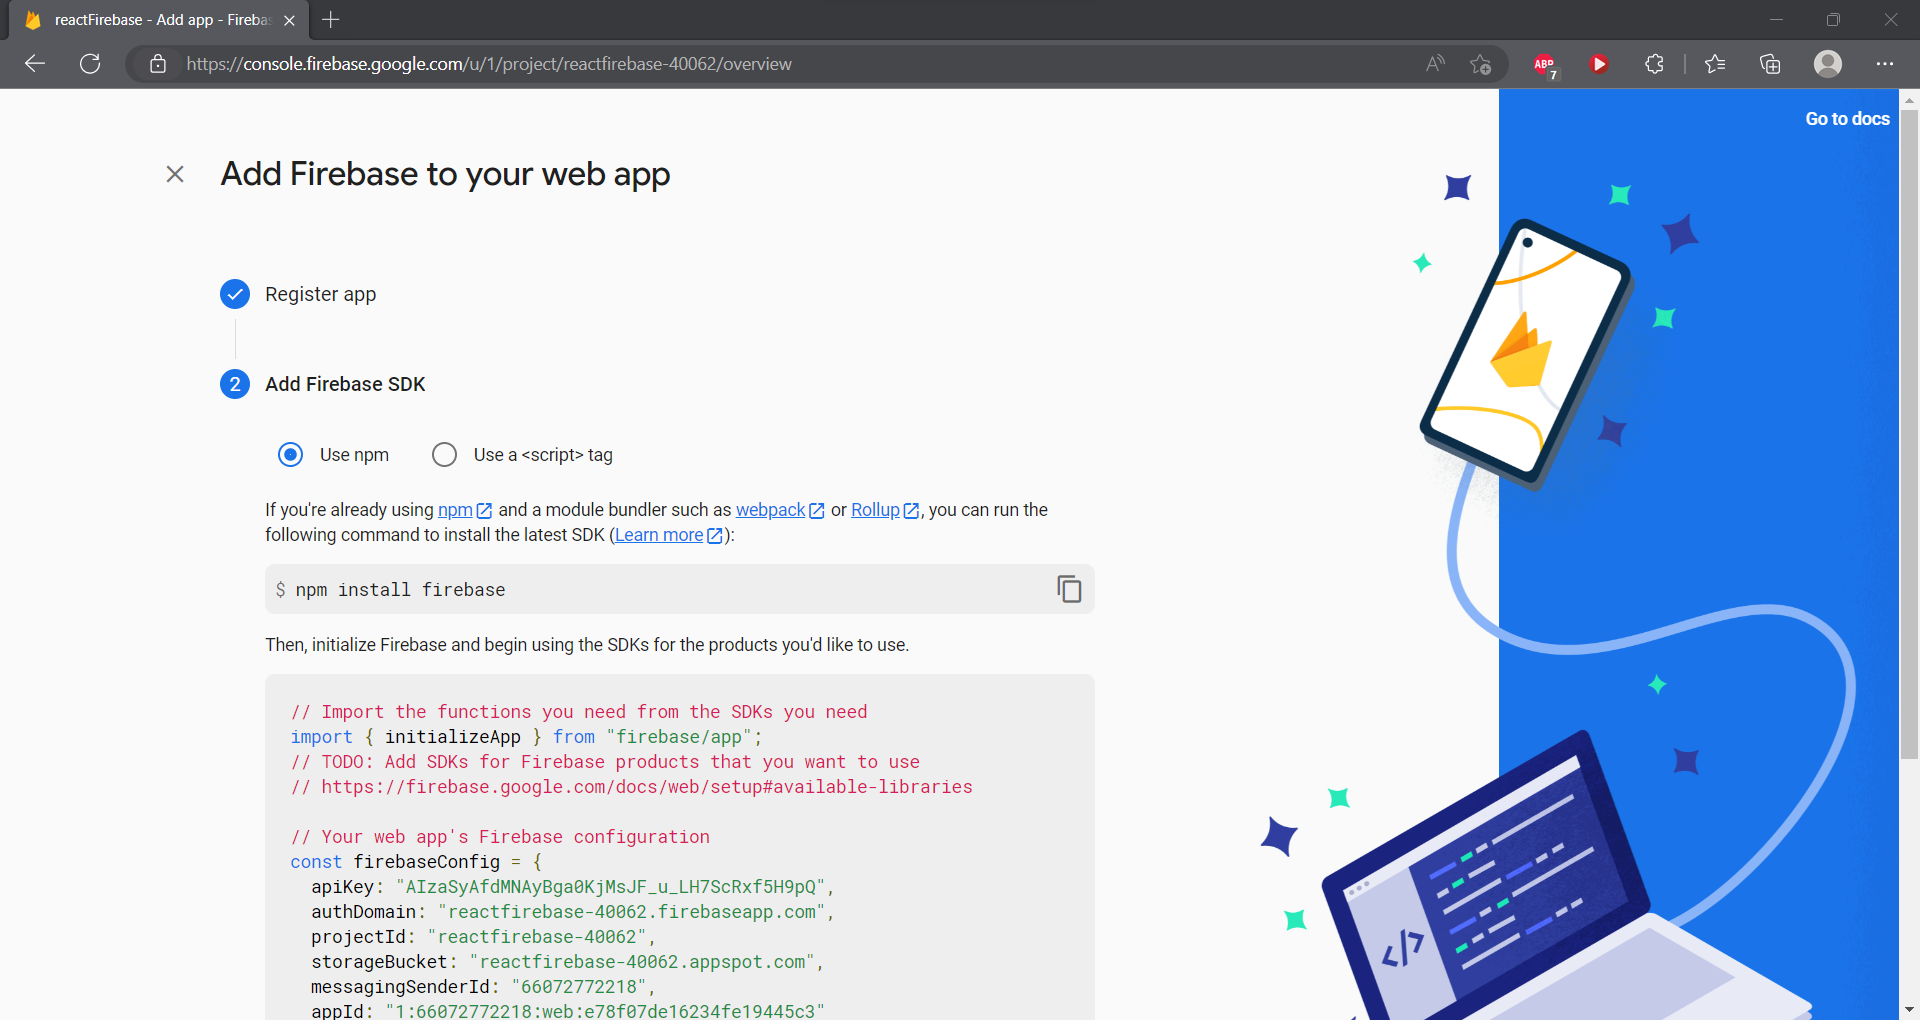 reactFirebase - Add app - Fireba
https://console.firebase.google.com/u/1/project/reactfirebase-40062/overview
ABP
7
Go to docs
Add Firebase to your web app
Register app
2 Add Firebase SDK
Use npm Use a <script> tag
If you're already using npm and a module bundler such as webpack or Rollup, you can run the
following command to install the latest SDK (Learn more):
$ npm install firebase
Then, initialize Firebase and begin using the SDKs for the products you'd like to use.
// Import the functions you need from the SDKs you need
import { initializeApp } from "firebase/app";
// TODO: Add SDKs for Firebase products that you want to use
// https://firebase.google.com/docs/web/setup#available-libraries
// Your web app's Firebase configuration
const firebaseConfig = {
apiKey: "AIzaSyAfdMNAyBga0KjMsJF_u_LH7ScRxf5H9pQ",
authDomain: "reactfirebase-40062.firebaseapp.com",
projectId: "reactfirebase-40062",
storageBucket: "reactfirebase-40062.appspot.com",
messagingSenderId: "66072772218",
appId: "1:66072772218:web:e78f07de16234fe19445c3"
</>